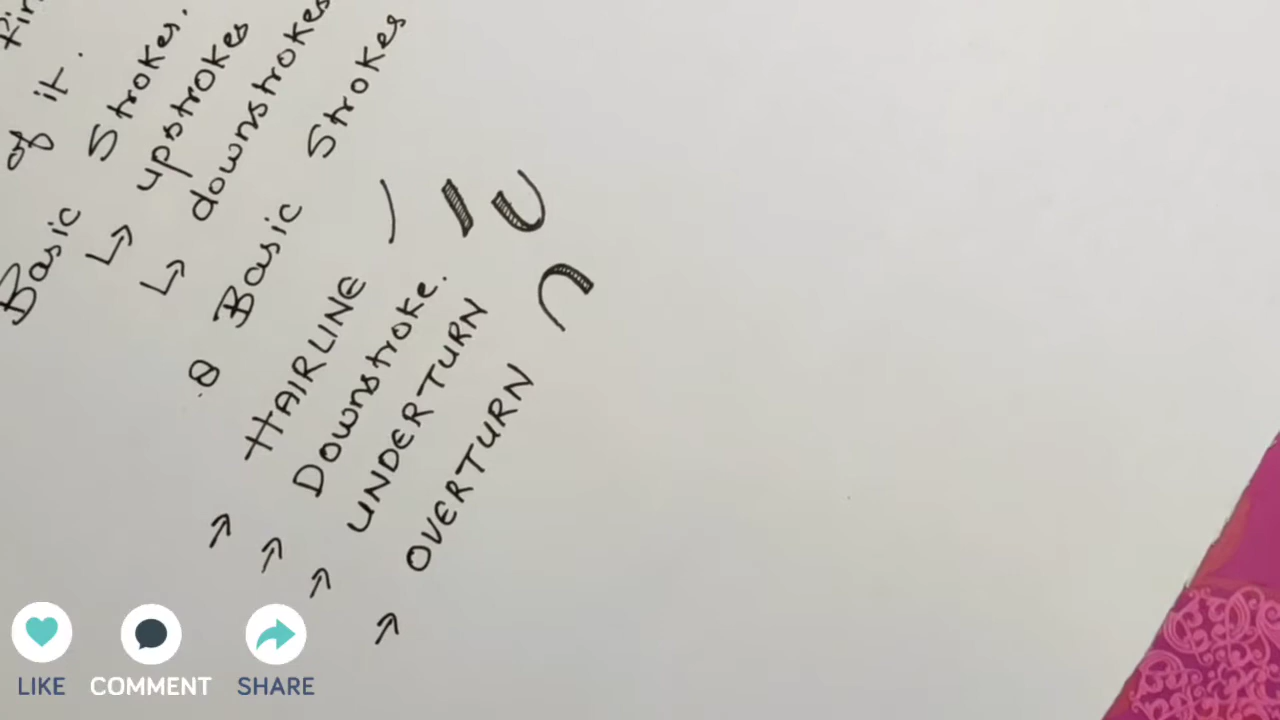 of it.
Basic Strokes.
↳ upstrokes
↳ downstrokes
8 Basic Strokes
→ HAIRLINE
→ Downstroke.
→ UNDERTURN
→ OVERTURN
LIKE COMMENT SHARE